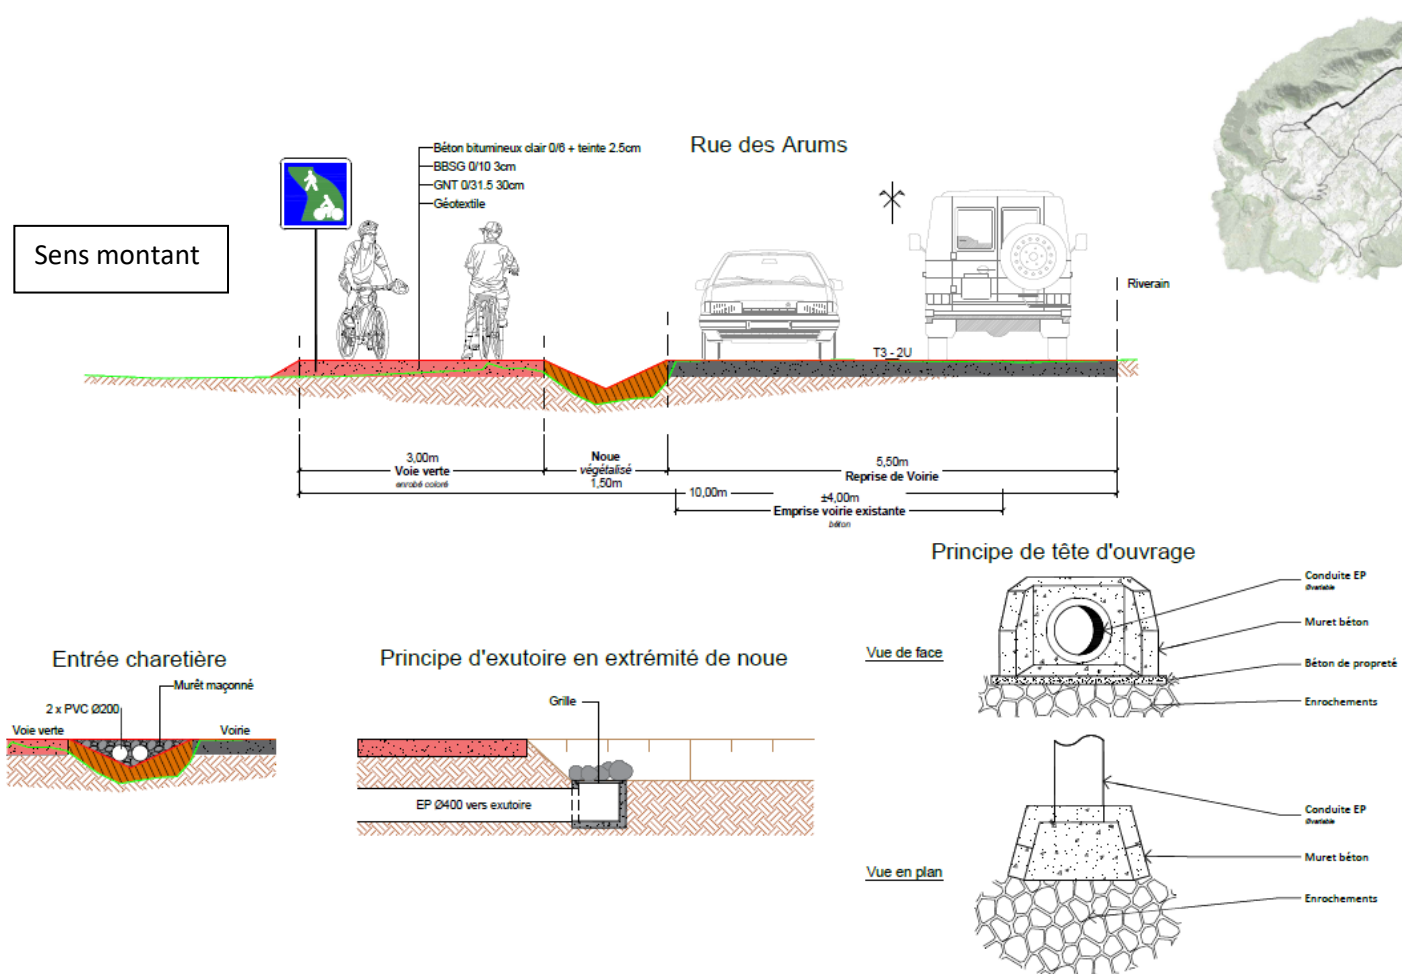 Rue des Arums
Béton bitumineux clair 0/6 + teinte 2.5cm
BBSG 0/10 3cm
GNT 0/31.5 30cm
Géotextile
Sens montant
Riverain
T3 - 2U
3,00m
Voie verte
enrobé coloré
Noue
végétalisé
1,50m
5,50m
Reprise de Voirie
10,00m
±4,00m
Emprise voirie existante
béton
Principe de tête d'ouvrage
Conduite EP
Øvariable
Muret béton
Vue de face
Béton de propreté
Enrochements
Entrée charetière
Murêt maçonné
2 x PVC Ø200
Voie verte
Voirie
Principe d'exutoire en extrémité de noue
Grille
EP Ø400 vers exutoire
Conduite EP
Øvariable
Muret béton
Vue en plan
Enrochements